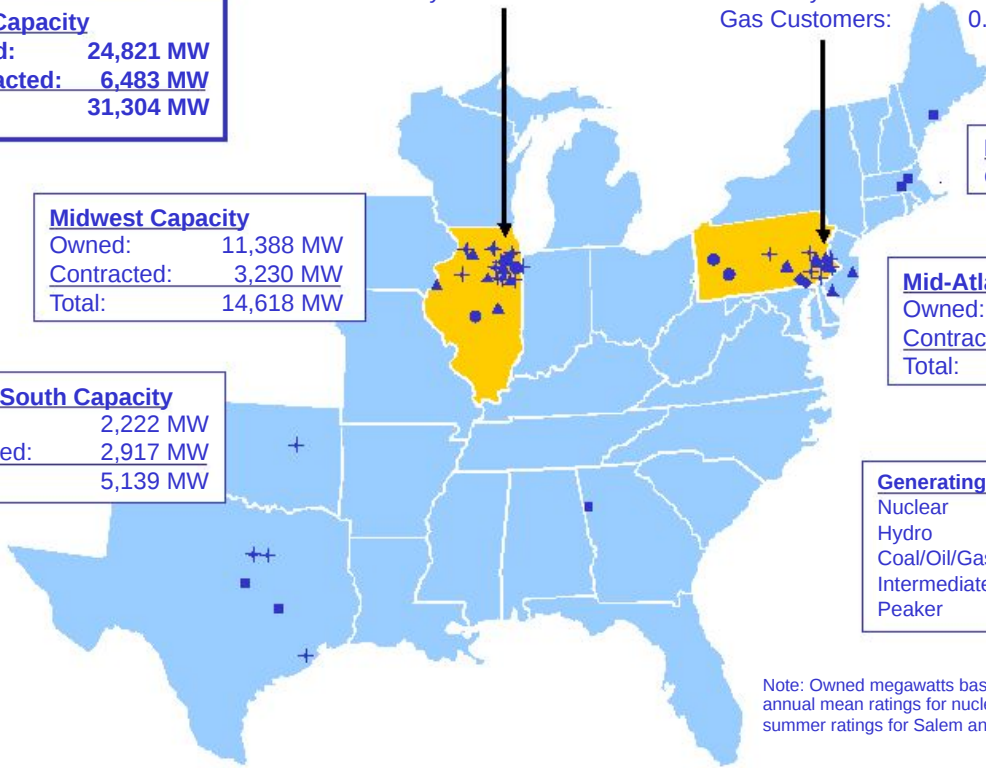 Gas Customers: 0.
Capacity
d: 24,821 MW
acted: 6,483 MW
31,304 MW
Midwest Capacity
Owned: 11,388 MW
Contracted: 3,230 MW
Total: 14,618 MW
Mid-Atla
Owned:
Contrac
Total:
South Capacity
2,222 MW
ed: 2,917 MW
5,139 MW
Generating
Nuclear
Hydro
Coal/Oil/Gas
Intermediate
Peaker
Note: Owned megawatts bas
annual mean ratings for nucle
summer ratings for Salem an